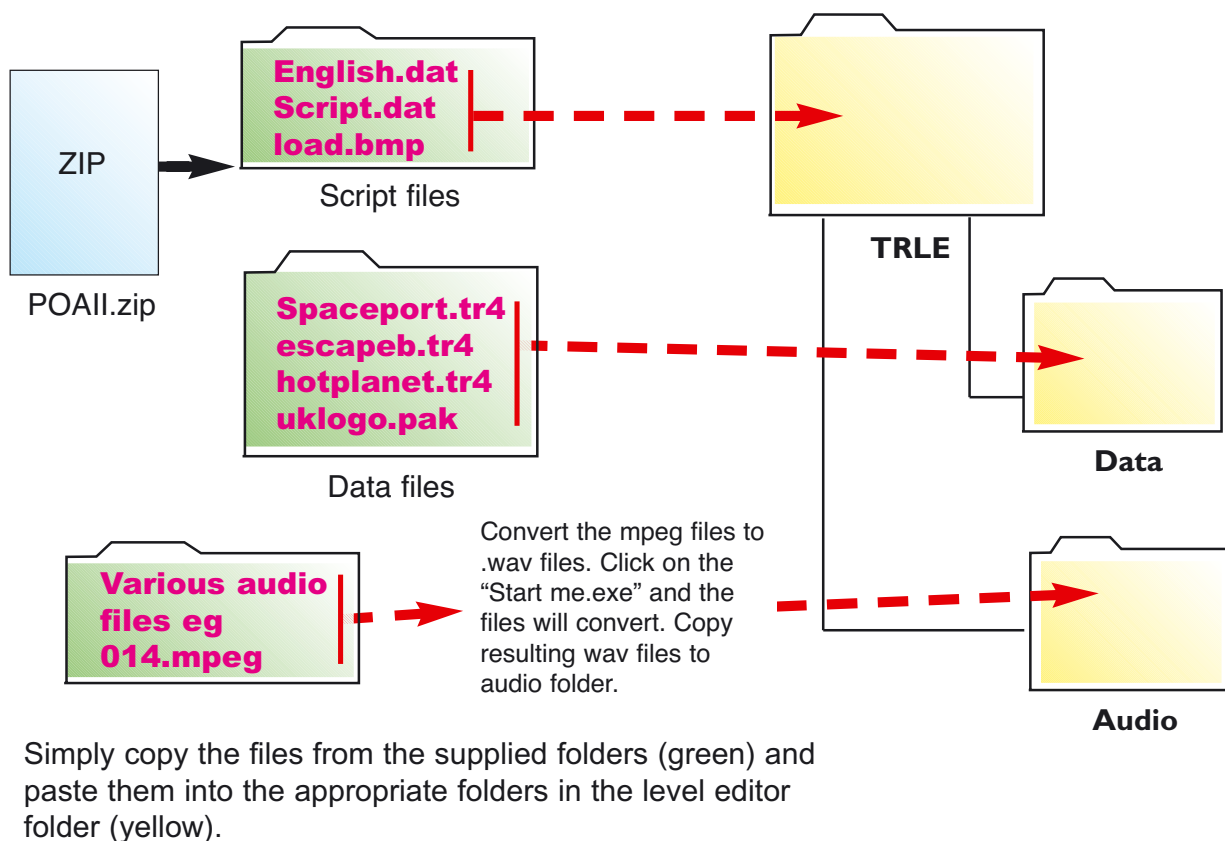 ZIP
POAII.zip
English.dat
Script.dat
load.bmp
Script files
TRLE
Spaceport.tr4
escapeb.tr4
hotplanet.tr4
uklogo.pak
Data files
Data
Various audio
files eg
014.mpeg
Convert the mpeg files to
.wav files. Click on the
“Start me.exe” and the
files will convert. Copy
resulting wav files to
audio folder.
Audio
Simply copy the files from the supplied folders (green) and
paste them into the appropriate folders in the level editor
folder (yellow).